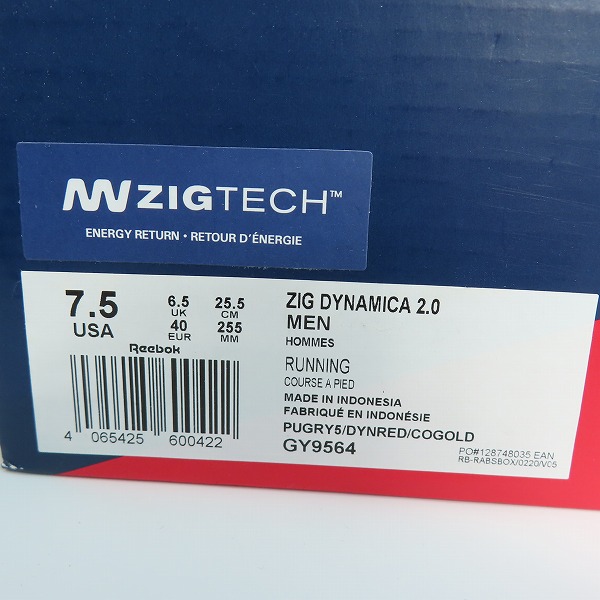 ZIGTECH™
ENERGY RETURN • RETOUR D'ÉNERGIE
7.5
USA
6.5
UK
25.5
CM
40
EUR
255
MM
Reebok
4 065425 600422
ZIG DYNAMICA 2.0
MEN
HOMMES
RUNNING
COURSE A PIED
MADE IN INDONESIA
FABRIQUÉ EN INDONÉSIE
PUGRY5/DYNRED/COGOLD
GY9564
PO#128748035 EAN
RB-RABSBOX/0220/V05